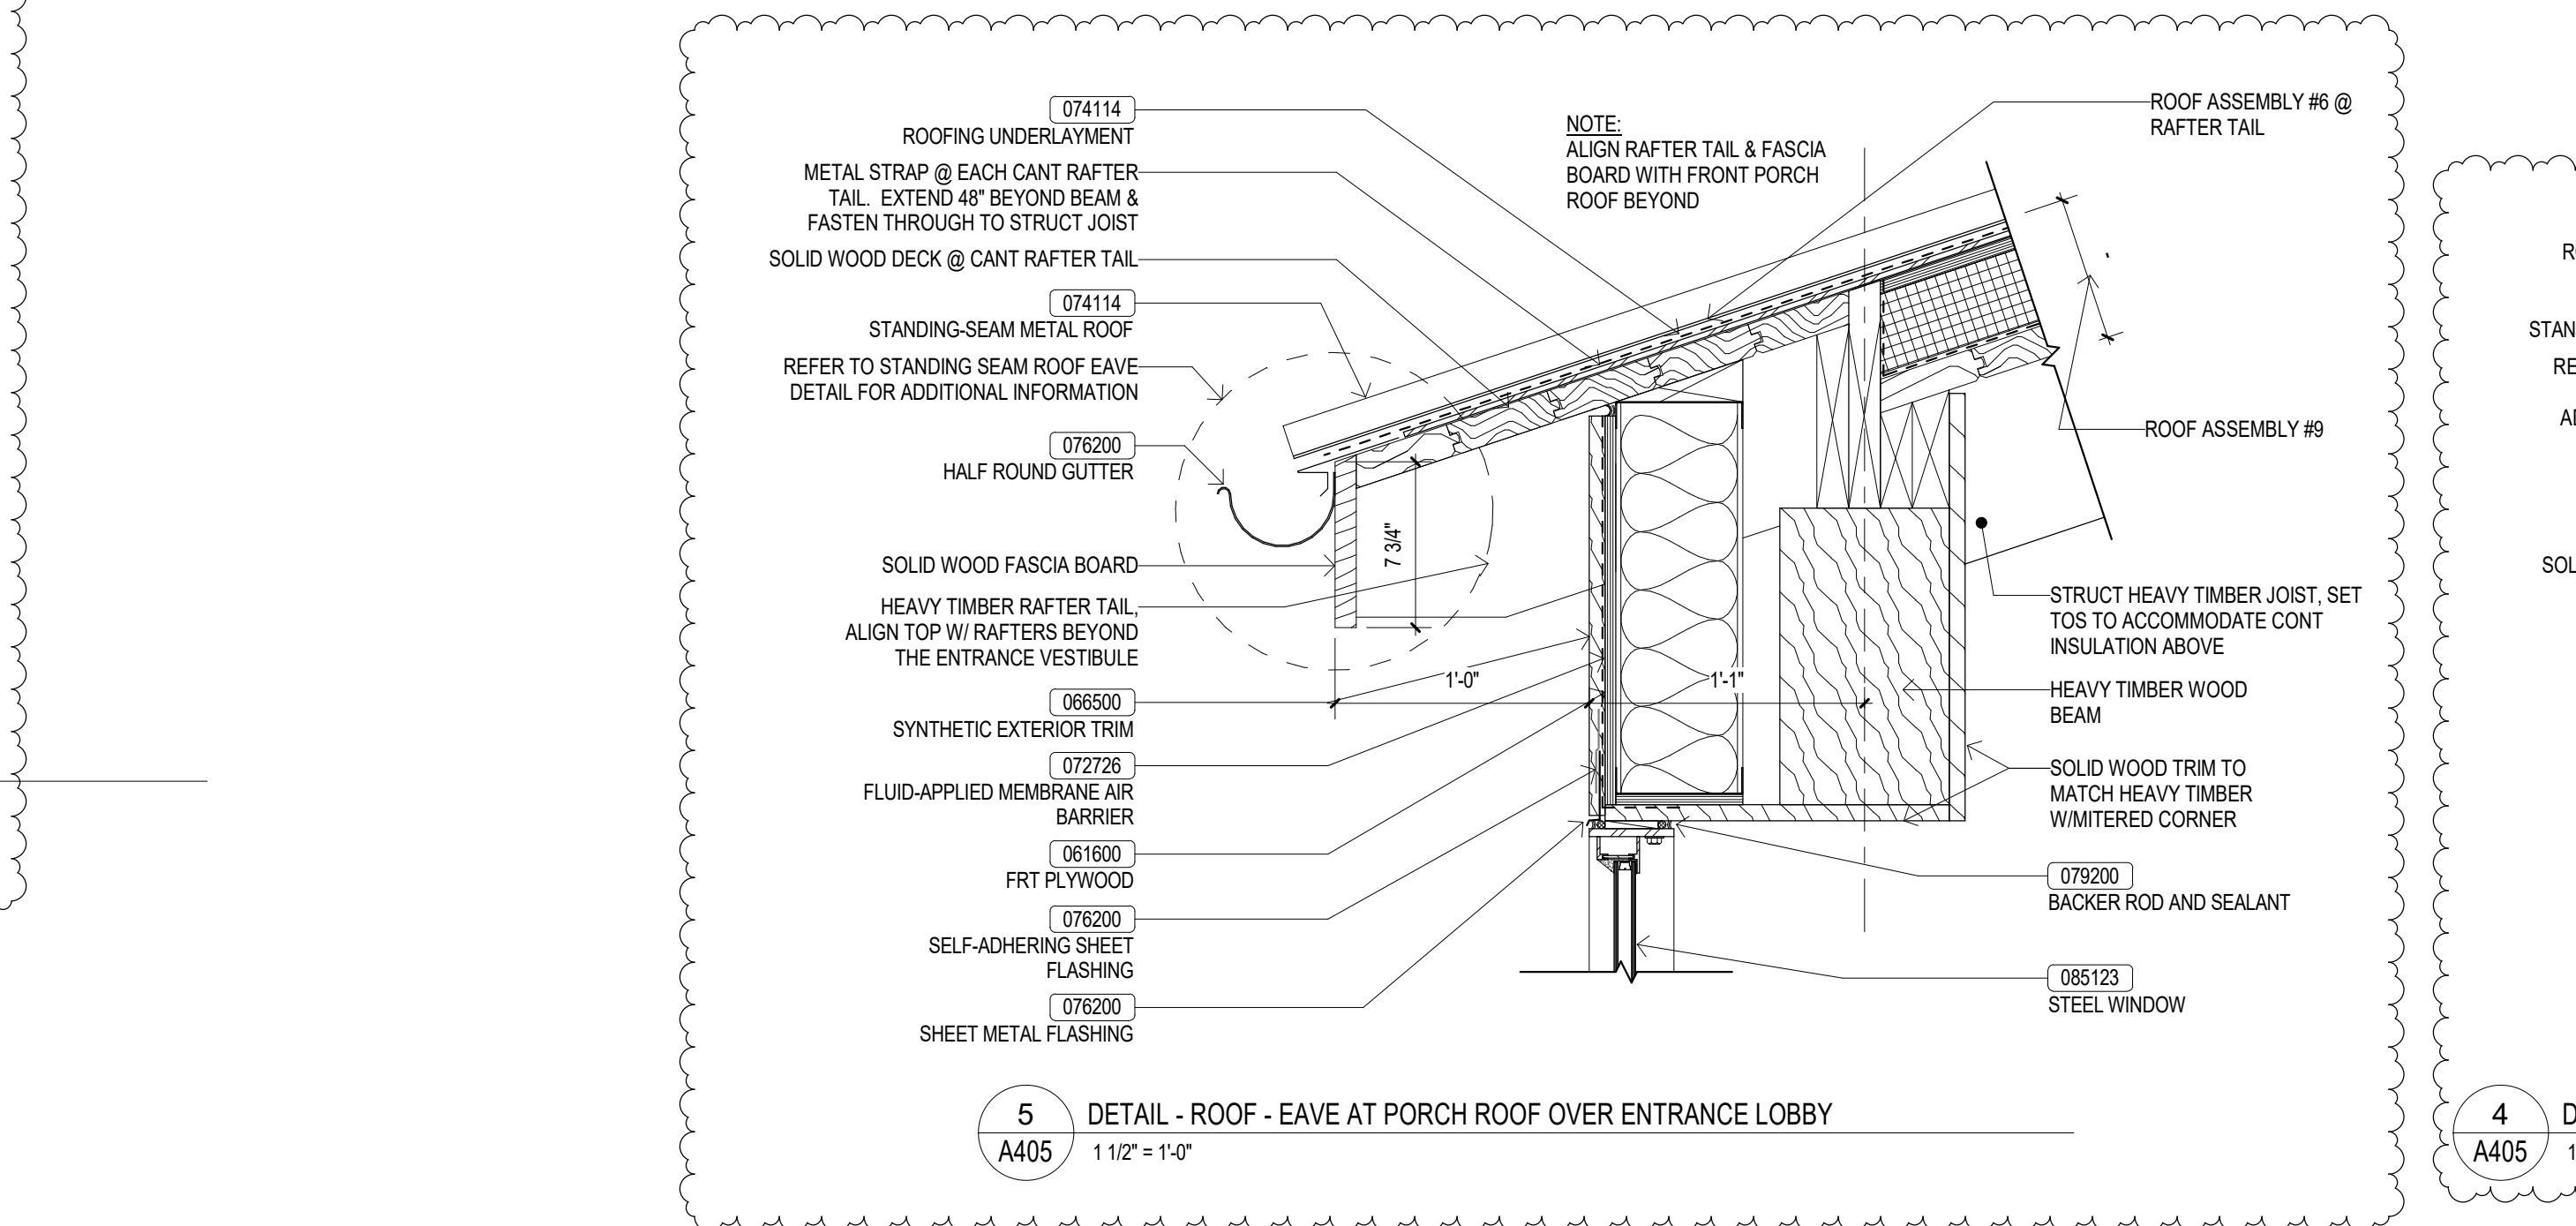 074114
ROOFING UNDERLAYMENT
METAL STRAP @ EACH CANT RAFTER
TAIL. EXTEND 48" BEYOND BEAM &
FASTEN THROUGH TO STRUCT JOIST
SOLID WOOD DECK @ CANT RAFTER TAIL
074114
STANDING-SEAM METAL ROOF
REFER TO STANDING SEAM ROOF EAVE
DETAIL FOR ADDITIONAL INFORMATION
076200
HALF ROUND GUTTER
SOLID WOOD FASCIA BOARD
HEAVY TIMBER RAFTER TAIL,
ALIGN TOP W/ RAFTERS BEYOND
THE ENTRANCE VESTIBULE
066500
SYNTHETIC EXTERIOR TRIM
072726
FLUID-APPLIED MEMBRANE AIR
BARRIER
061600
FRT PLYWOOD
076200
SELF-ADHERING SHEET
FLASHING
076200
SHEET METAL FLASHING
NOTE:
ALIGN RAFTER TAIL & FASCIA
BOARD WITH FRONT PORCH
ROOF BEYOND
7 3/4"
1'-0"
1'-1"
ROOF ASSEMBLY #6 @
RAFTER TAIL
ROOF ASSEMBLY #9
STRUCT HEAVY TIMBER JOIST, SET
TOS TO ACCOMMODATE CONT
INSULATION ABOVE
HEAVY TIMBER WOOD
BEAM
SOLID WOOD TRIM TO
MATCH HEAVY TIMBER
W/MITERED CORNER
079200
BACKER ROD AND SEALANT
085123
STEEL WINDOW
5
A405
DETAIL - ROOF - EAVE AT PORCH ROOF OVER ENTRANCE LOBBY
1 1/2" = 1'-0"
STAN
RE
SOL
4
A405